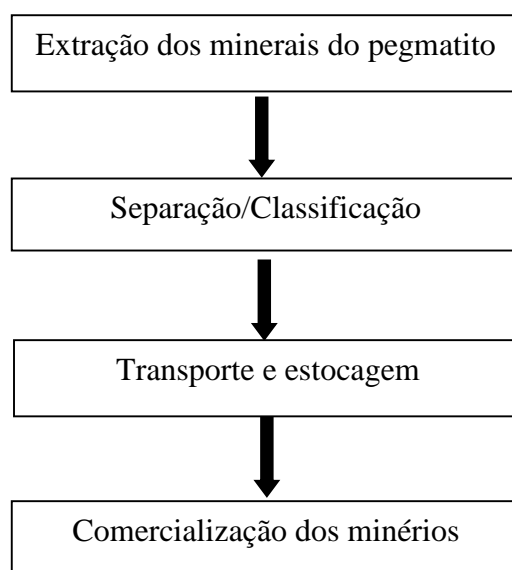 Extração dos minerais do pegmatito
Separação/Classificação
Transporte e estocagem
Comercialização dos minérios